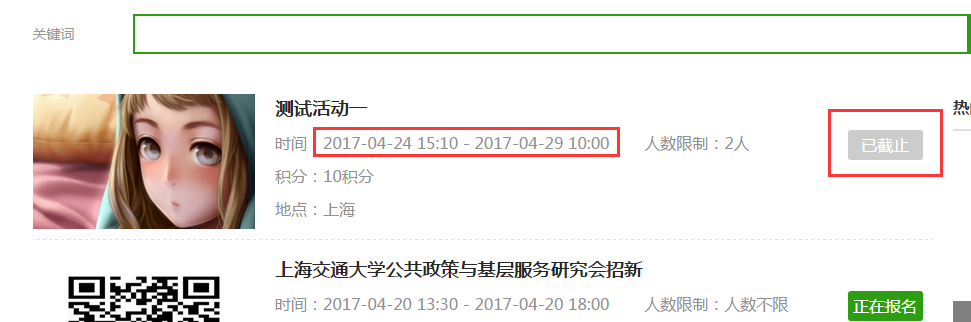 关键词
测试活动一
热
时间 2017-04-24 15:10 - 2017-04-29 10:00 人数限制：2人 已截止
积分：10积分
地点：上海
上海交通大学公共政策与基层服务研究会招新
时间：2017-04-20 13:30 - 2017-04-20 18:00 人数限制：人数不限 正在报名